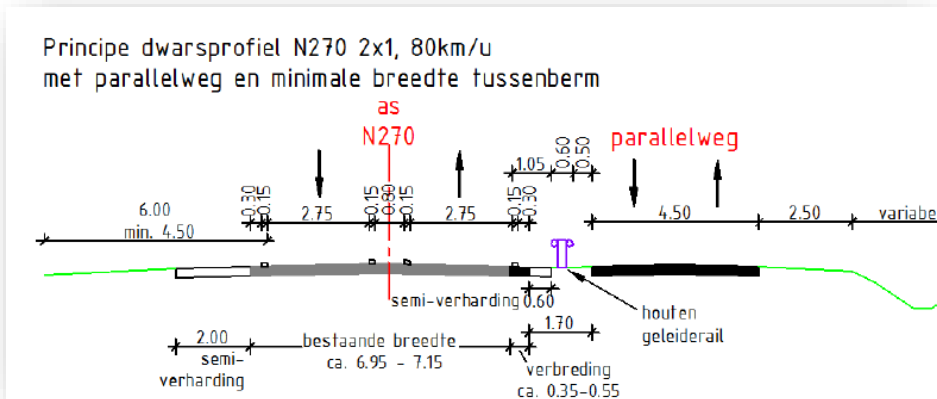 Principe dwarsprofiel N270 2x1, 80km/u
met parallelweg en minimale breedte tussenberm
as
N270
parallelweg
6.00
min. 4.50
0.30
0.15
2.75
0.15
0.80
0.15
2.75
0.15
0.30
1.05
0.60
0.50
4.50
2.50
variabe
semi-verharding 0.60
1.70
houten
geleiderail
2.00
semi-
verharding
bestaande breedte
ca. 6.95 - 7.15
verbreding
ca. 0.35-0.55